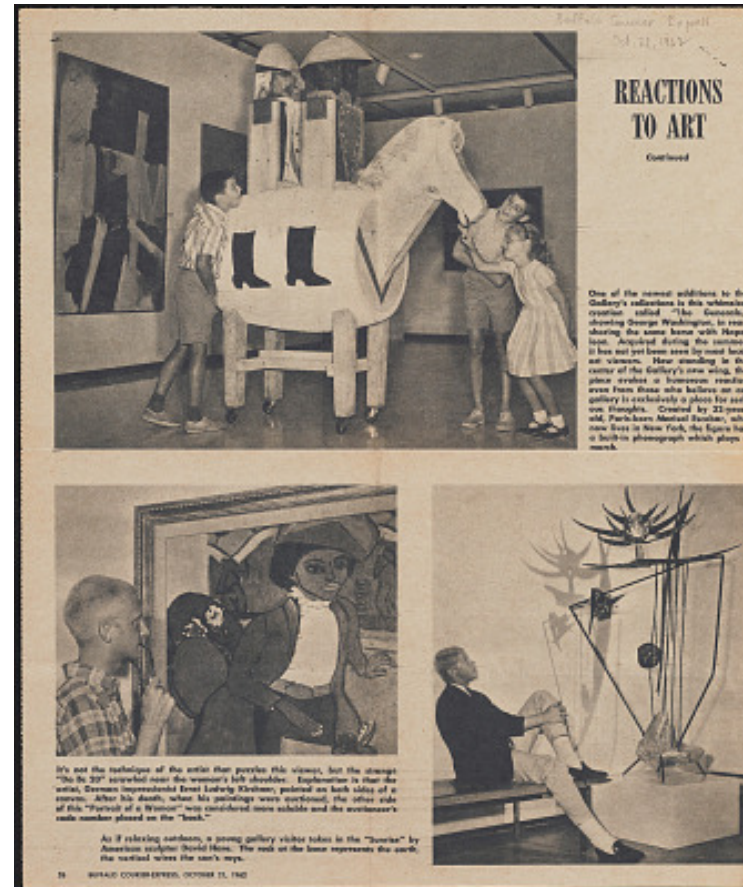 Buffalo Courier Express
Oct. 21, 1962
REACTIONS
TO ART
Continued
One of the newest additions to the
Gallery's collections is this whimsical
creation called "The Generals,
showing George Washington, in rear
sharing the same horse with Napo
leon. Acquired during the summer
it has not yet been seen by most local
art viewers. Now standing in the
center of the Gallery's new wing, the
piece evokes a humorous reaction
even from those who believe an art
gallery is exclusively a place for seri
ous thoughts. Created by 32-year
old, Paris-born Marisol Escobar, who
now lives in New York, the figure has
a built-in phonograph which plays
march.
It's not the technique of the artist that puzzles this viewer, but the strange
"Da Be 20" scrawled near the woman's left shoulder. Explanation is that the
artist, German impressionist Ernst Ludwig Kirchner, painted on both sides of a
canvas. After his death, when his paintings were auctioned, the other side
of this "Portrait of a Woman" was considered more salable and the auctioneer's
code number placed on the "back."
As if relaxing outdoors, a young gallery visitor takes in the "Sunrise" by
American sculptor David Hare. The rock at the base represents the earth,
the vertical wires the sun's rays.
26 BUFFALO COURIER-EXPRESS, OCTOBER 21, 1962